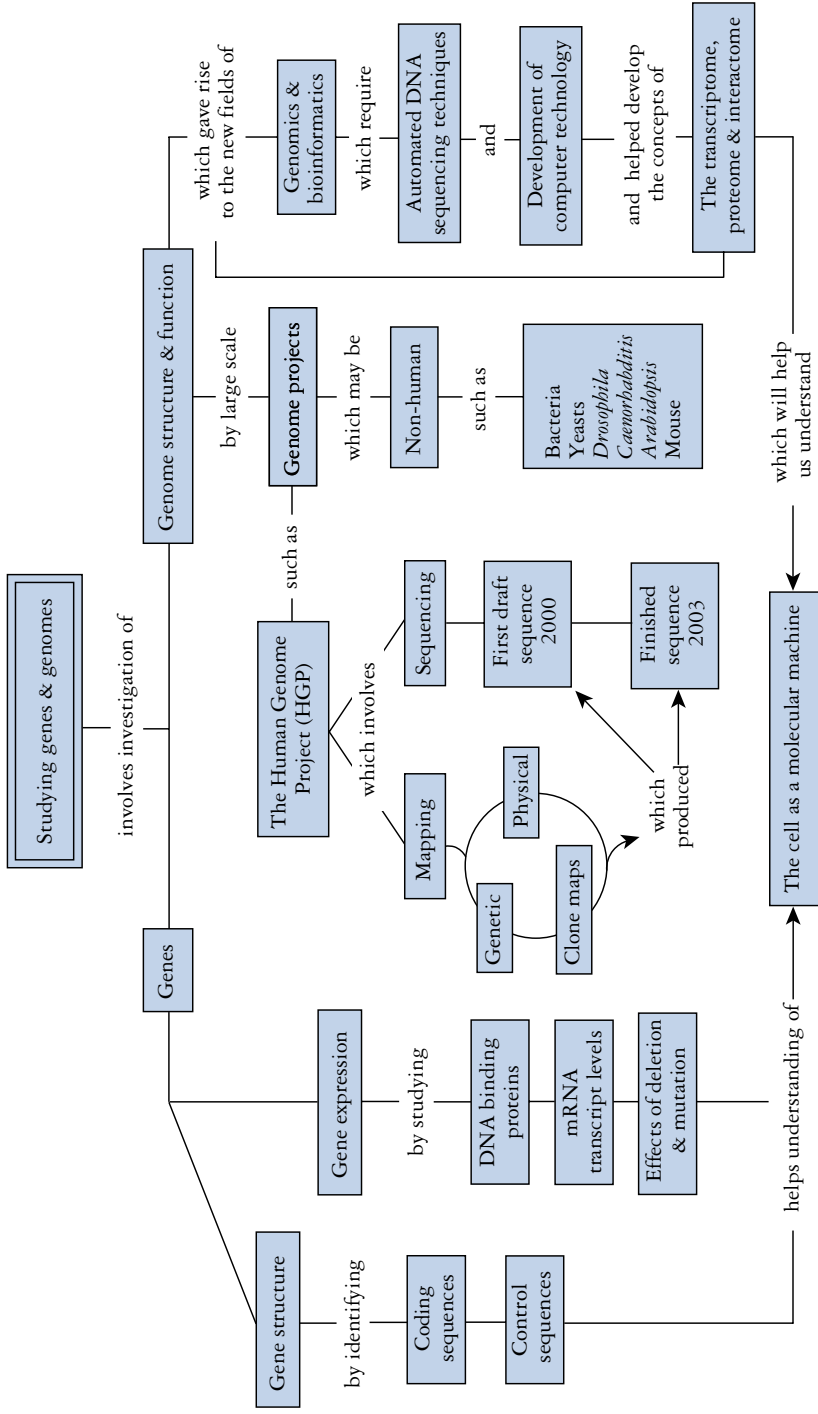 Studying genes & genomes
involves investigation of
Genes
Genome structure & function
Gene structure
by identifying
Coding
sequences
Control
sequences
Gene expression
by studying
DNA binding
proteins
mRNA
transcript levels
Effects of deletion
& mutation
helps understanding of
The Human Genome
Project (HGP)
such as
which involves
Mapping
Genetic
Physical
Clone maps
which
produced
Sequencing
First draft
sequence
2000
Finished
sequence
2003
by large scale
Genome projects
which may be
Non-human
such as
Bacteria
Yeasts
Drosophila
Caenorhabditis
Arabidopsis
Mouse
which gave rise
to the new fields of
Genomics &
bioinformatics
which require
Automated DNA
sequencing techniques
and
Development of
computer technology
and helped develop
the concepts of
The transcriptome,
proteome & interactome
which will help
us understand
The cell as a molecular machine